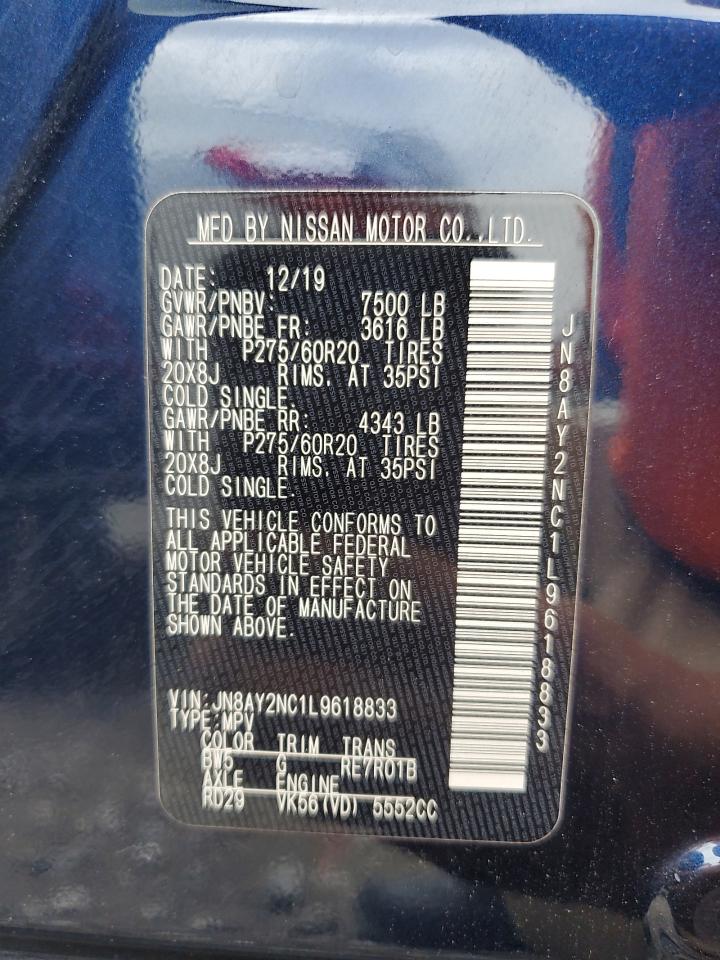 MFD BY NISSAN MOTOR CO.,LTD.
DATE: 12/19
GVWR/PNBV: 7500 LB
GAWR/PNBE FR: 3616 LB
WITH P275/60R20 TIRES
20X8J RIMS. AT 35PSI
COLD SINGLE.
GAWR/PNBE RR: 4343 LB
WITH P275/60R20 TIRES
20X8J RIMS. AT 35PSI
COLD SINGLE.
THIS VEHICLE CONFORMS TO
ALL APPLICABLE FEDERAL
MOTOR VEHICLE SAFETY
STANDARDS IN EFFECT ON
THE DATE OF MANUFACTURE
SHOWN ABOVE.
VIN:JN8AY2NC1L9618833
TYPE:MPV
COLOR TRIM TRANS
BW5 G RE7R01B
AXLE ENGINE
RD29 VK56(VD) 5552CC
JN8AY2NC1L9618833